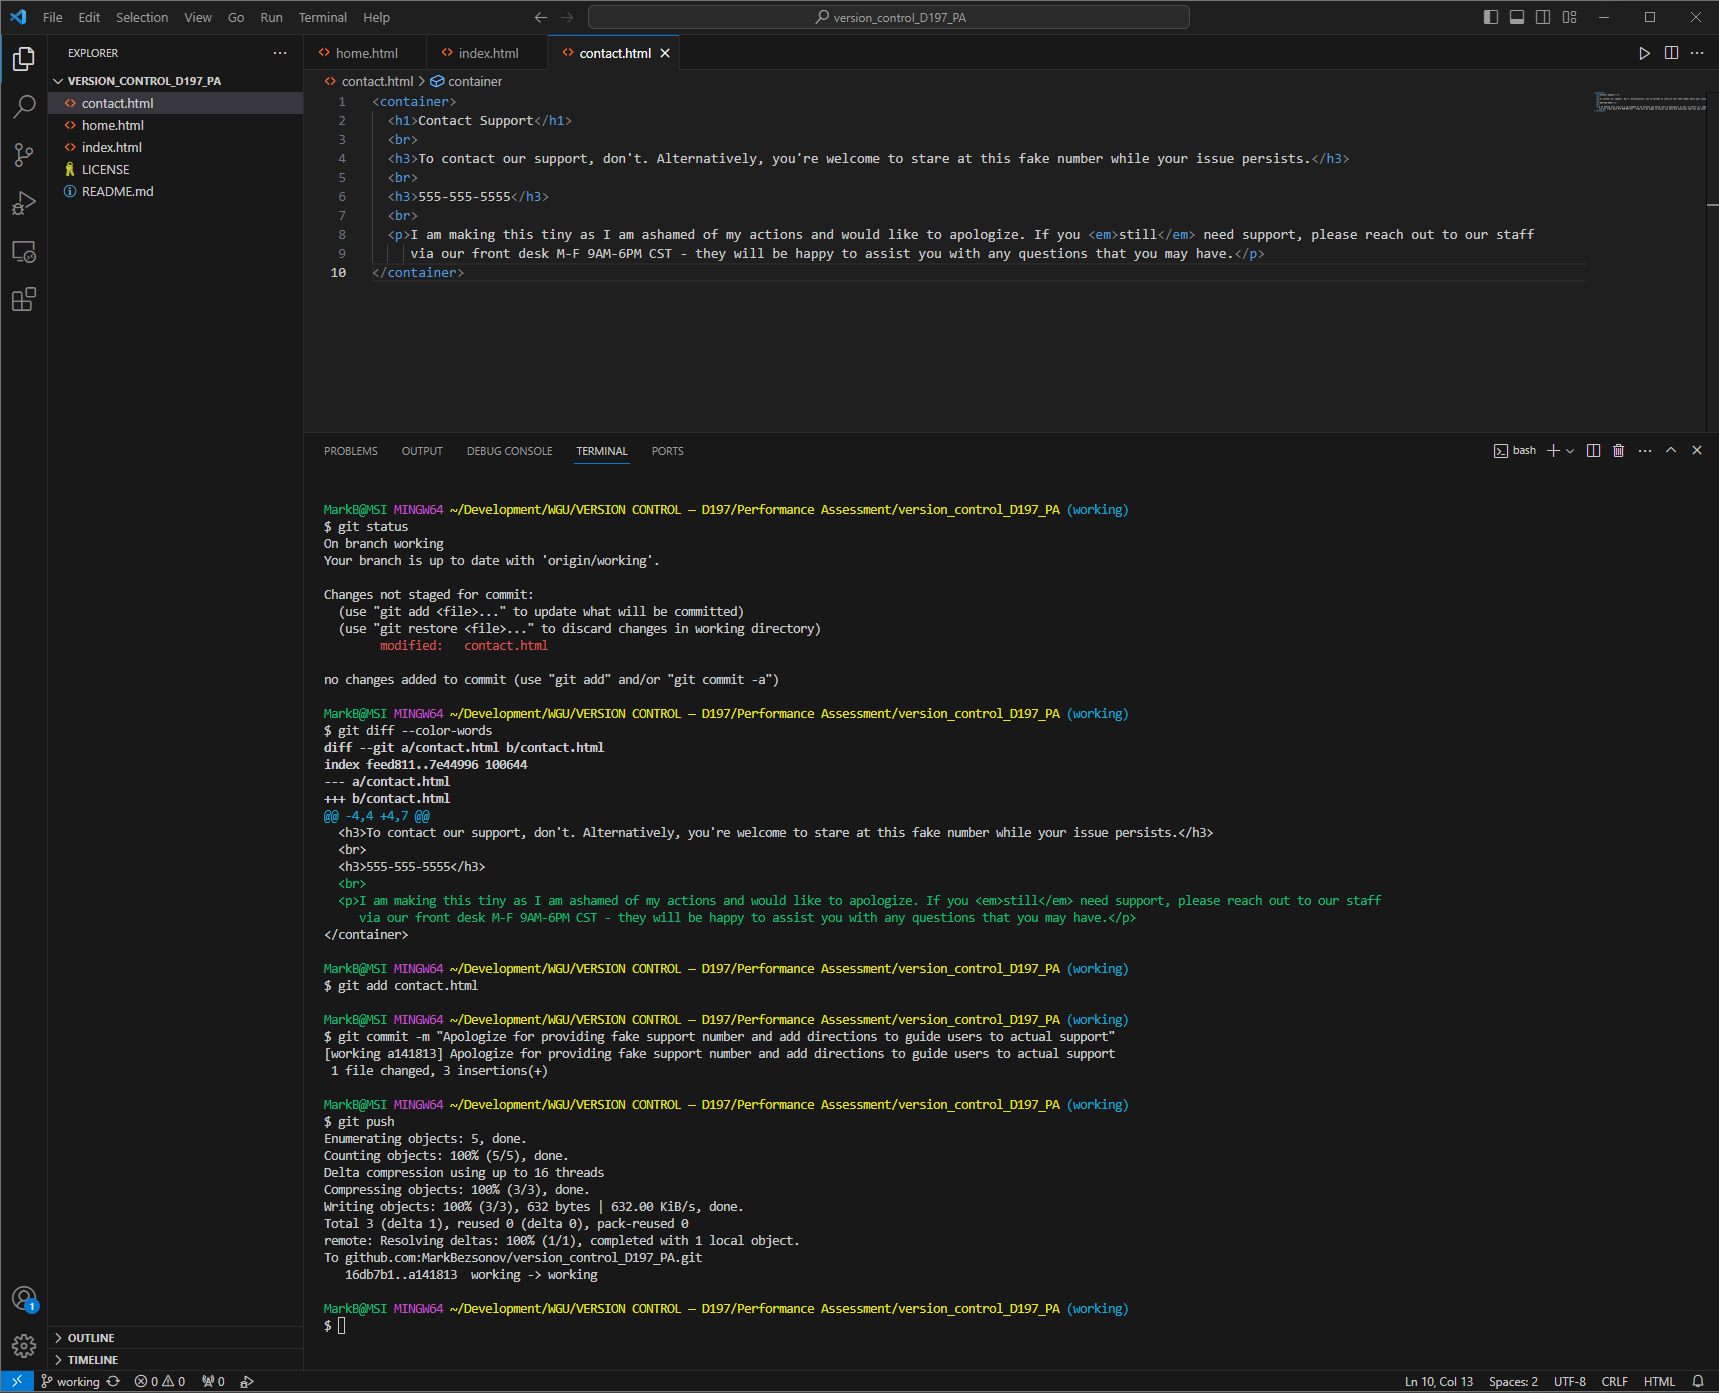 File Edit Selection View Go Run Terminal Help
version_control_D197_PA
EXPLORER
VERSION_CONTROL_D197_PA
contact.html
home.html
index.html
LICENSE
README.md
OUTLINE
TIMELINE
home.html index.html contact.html
contact.html > container
1 <container>
2 <h1>Contact Support</h1>
3 <br>
4 <h3>To contact our support, don't. Alternatively, you're welcome to stare at this fake number while your issue persists.</h3>
5 <br>
6 <h3>555-555-5555</h3>
7 <br>
8 <p>I am making this tiny as I am ashamed of my actions and would like to apologize. If you <em>still</em> need support, please reach out to our staff
9 via our front desk M-F 9AM-6PM CST - they will be happy to assist you with any questions that you may have.</p>
10 </container>
PROBLEMS OUTPUT DEBUG CONSOLE TERMINAL PORTS
bash
MarkB@MSI MINGW64 ~/Development/WGU/VERSION CONTROL – D197/Performance Assessment/version_control_D197_PA (working)
$ git status
On branch working
Your branch is up to date with 'origin/working'.
Changes not staged for commit:
(use "git add <file>..." to update what will be committed)
(use "git restore <file>..." to discard changes in working directory)
modified: contact.html
no changes added to commit (use "git add" and/or "git commit -a")
MarkB@MSI MINGW64 ~/Development/WGU/VERSION CONTROL – D197/Performance Assessment/version_control_D197_PA (working)
$ git diff --color-words
diff --git a/contact.html b/contact.html
index feed811..7e44996 100644
--- a/contact.html
+++ b/contact.html
@@ -4,4 +4,7 @@
<h3>To contact our support, don't. Alternatively, you're welcome to stare at this fake number while your issue persists.</h3>
<br>
<h3>555-555-5555</h3>
<br>
<p>I am making this tiny as I am ashamed of my actions and would like to apologize. If you <em>still</em> need support, please reach out to our staff
via our front desk M-F 9AM-6PM CST - they will be happy to assist you with any questions that you may have.</p>
</container>
MarkB@MSI MINGW64 ~/Development/WGU/VERSION CONTROL – D197/Performance Assessment/version_control_D197_PA (working)
$ git add contact.html
MarkB@MSI MINGW64 ~/Development/WGU/VERSION CONTROL – D197/Performance Assessment/version_control_D197_PA (working)
$ git commit -m "Apologize for providing fake support number and add directions to guide users to actual support"
[working a141813] Apologize for providing fake support number and add directions to guide users to actual support
1 file changed, 3 insertions(+)
MarkB@MSI MINGW64 ~/Development/WGU/VERSION CONTROL – D197/Performance Assessment/version_control_D197_PA (working)
$ git push
Enumerating objects: 5, done.
Counting objects: 100% (5/5), done.
Delta compression using up to 16 threads
Compressing objects: 100% (3/3), done.
Writing objects: 100% (3/3), 632 bytes | 632.00 KiB/s, done.
Total 3 (delta 1), reused 0 (delta 0), pack-reused 0
remote: Resolving deltas: 100% (1/1), completed with 1 local object.
To github.com:MarkBezsonov/version_control_D197_PA.git
16db7b1..a141813 working -> working
MarkB@MSI MINGW64 ~/Development/WGU/VERSION CONTROL – D197/Performance Assessment/version_control_D197_PA (working)
$
1
working 0 0 0 Ln 10, Col 13 Spaces: 2 UTF-8 CRLF HTML